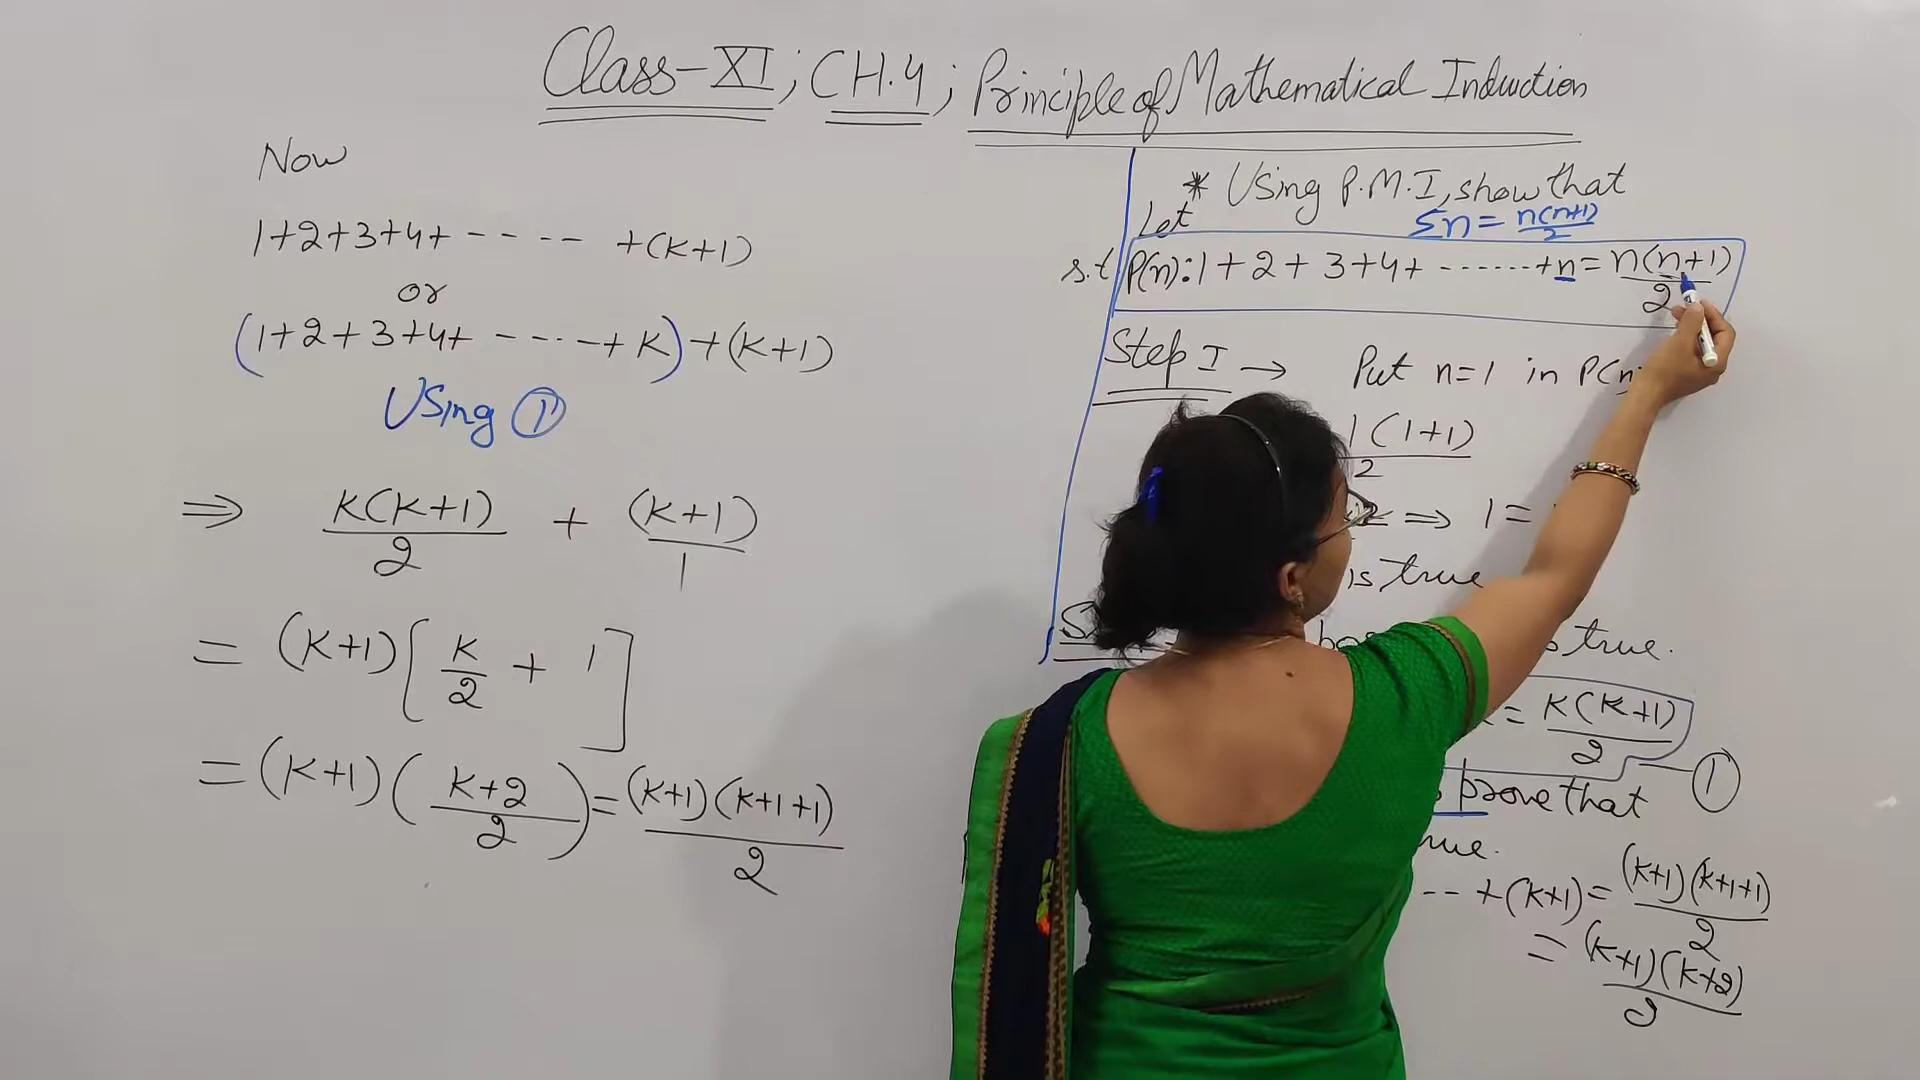 Class-XI; CH.4; Principle of Mathematical Induction
Now
1+2+3+4+ - - - - - +(K+1)
or
(1+2+3+4+ - - - - - + K)+(K+1)
Using ①
⇒ K(K+1)/2 + (K+1)/1
= (K+1)[K/2 + 1]
= (K+1)(K+2/2) = (K+1)(K+1+1)/2
* Using P.M.I, show that
Let Σn = n(n+1)/2
s.t P(n): 1+2+3+4+ ------ +n = n(n+1)/2
Step I → Put n=1 in P(n)
1(1+1)/2
⇒ 1=
is true
is true.
= K(K+1)/2 ①
prove that
-- +(K+1) = (K+1)(K+1+1)/2
= (K+1)(K+2)/2